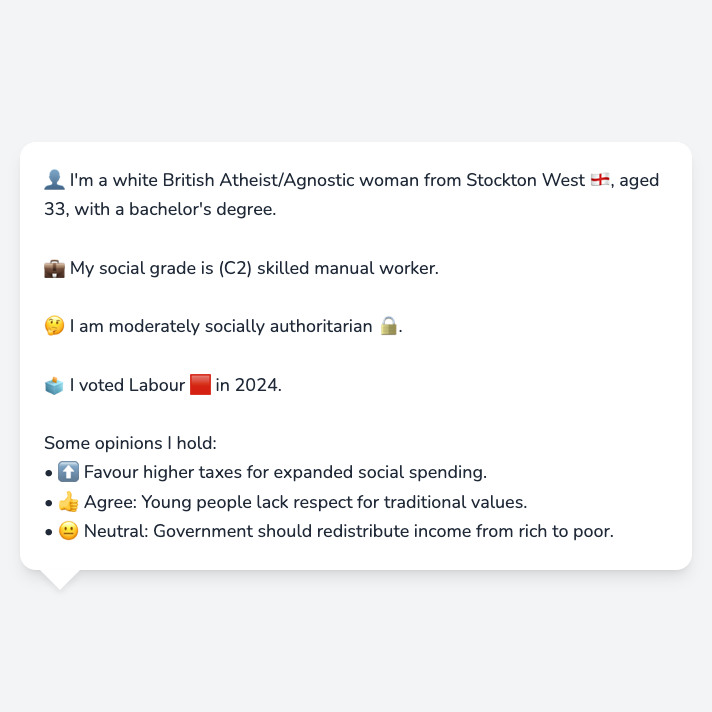 👤 I'm a white British Atheist/Agnostic woman from Stockton West 🏴󠁧󠁢󠁥󠁮󠁧󠁿, aged
33, with a bachelor's degree.
💼 My social grade is (C2) skilled manual worker.
🤔 I am moderately socially authoritarian 🔒.
🗳️ I voted Labour 🟥 in 2024.
Some opinions I hold:
• ⬆️ Favour higher taxes for expanded social spending.
• 👍 Agree: Young people lack respect for traditional values.
• 😐 Neutral: Government should redistribute income from rich to poor.